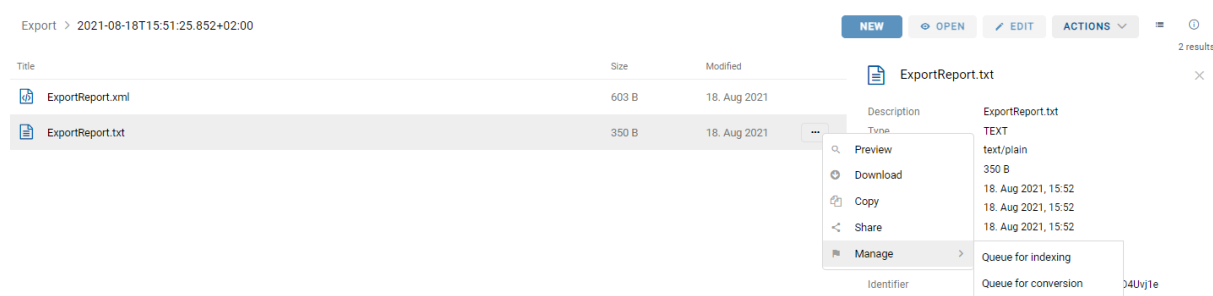 Export > 2021-08-18T15:51:25.852+02:00
NEW
OPEN
EDIT
ACTIONS
2 results
Title Size Modified
ExportReport.xml 603 B 18. Aug 2021
ExportReport.txt 350 B 18. Aug 2021 ...
Preview
Download
Copy
Share
Manage
Queue for indexing
Queue for conversion
ExportReport.txt
Description ExportReport.txt
Type TEXT
text/plain
350 B
18. Aug 2021, 15:52
18. Aug 2021, 15:52
18. Aug 2021, 15:52
Identifier